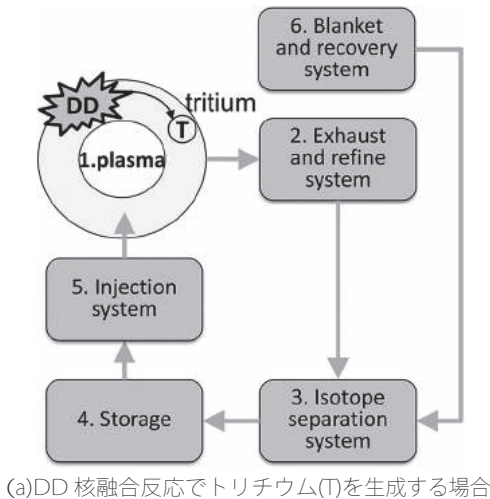 6. Blanket
and recovery
system
DD
tritium
T
1.plasma
2. Exhaust
and refine
system
5. Injection
system
4. Storage
3. Isotope
separation
system
(a)DD 核融合反応でトリチウム(T)を生成する場合